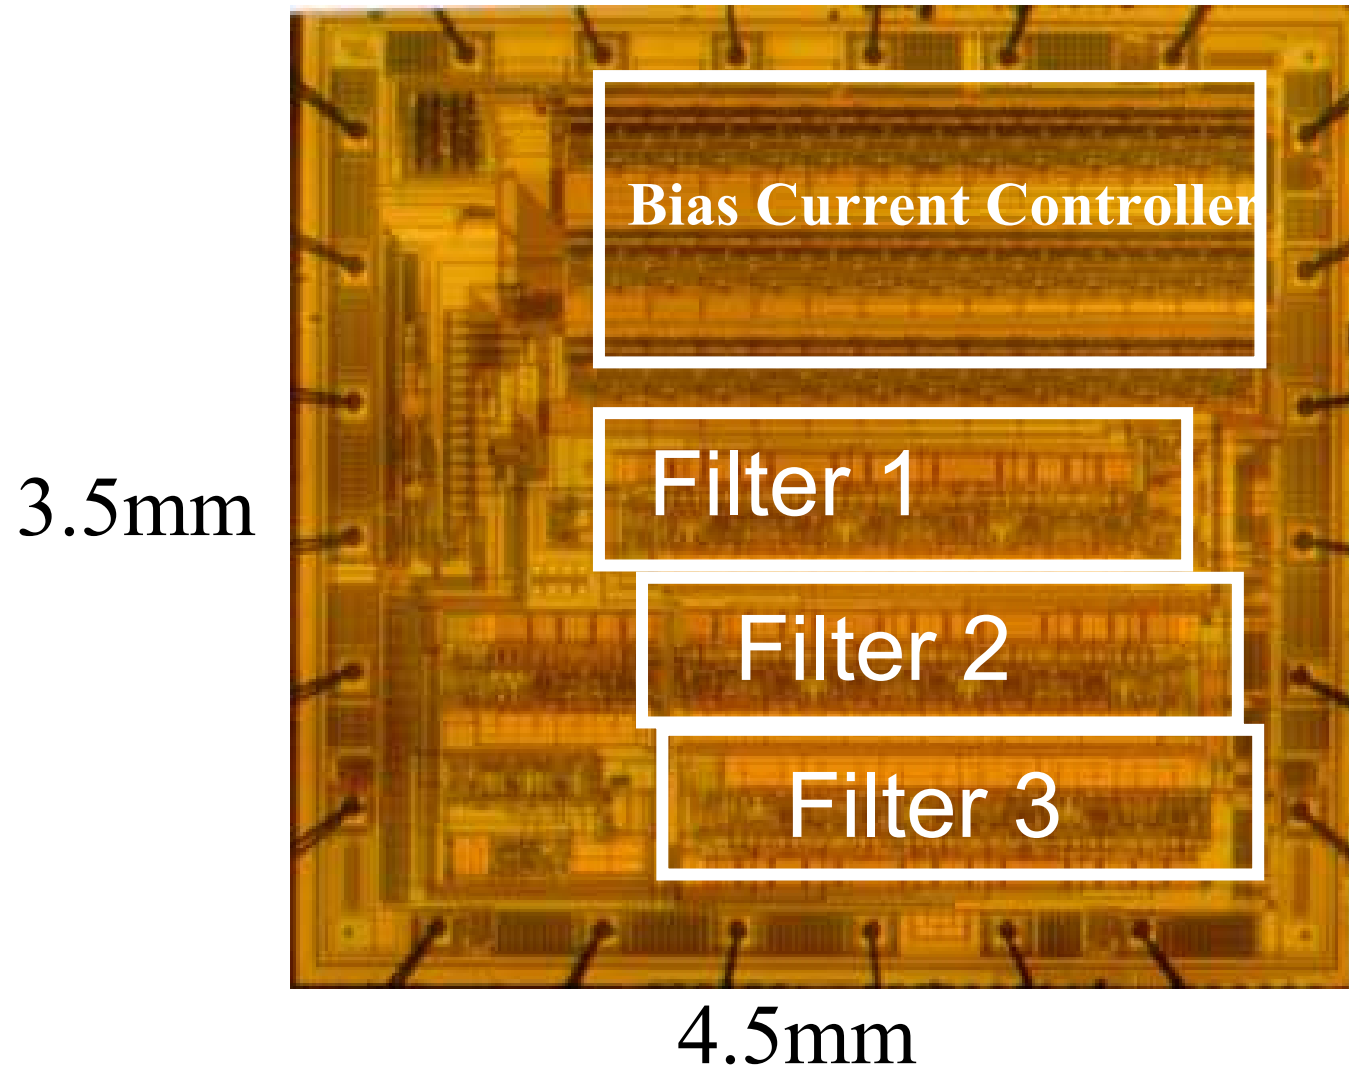 Bias Current Controller
Filter 1
3.5mm
Filter 2
Filter 3
4.5mm